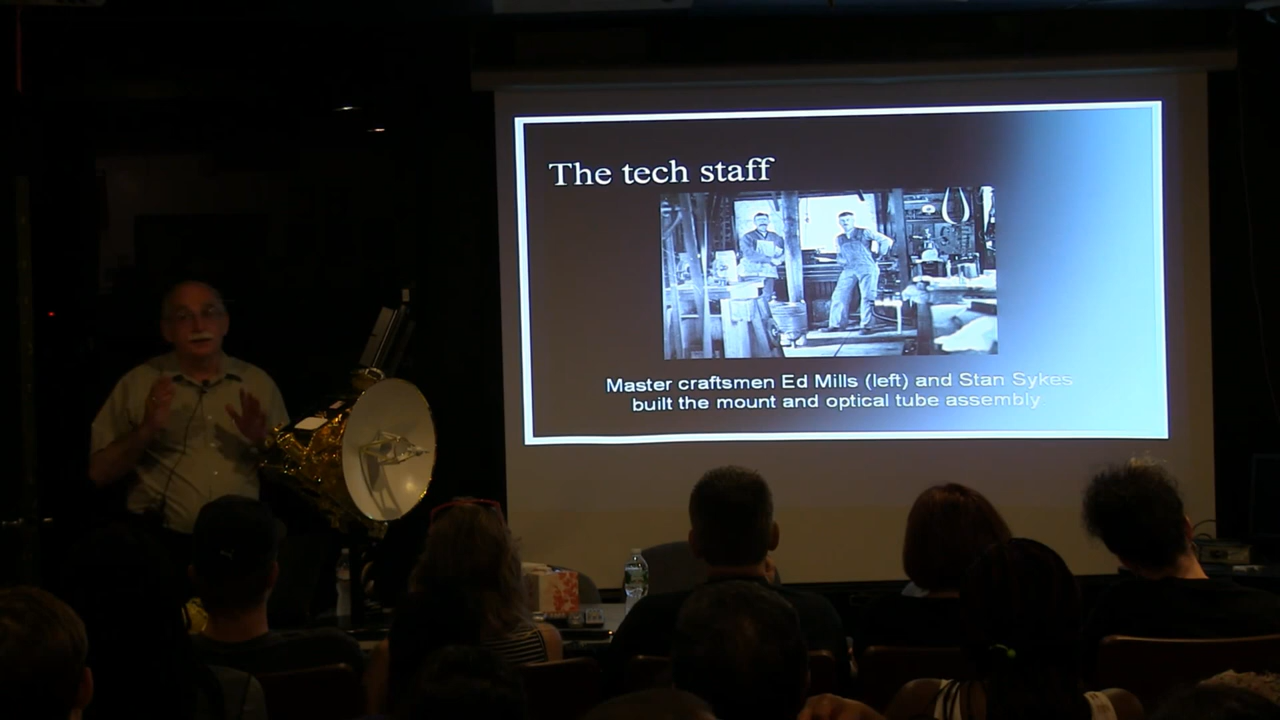 The tech staff
Master craftsmen Ed Mills (left) and Stan Sykes
built the mount and optical tube assembly.